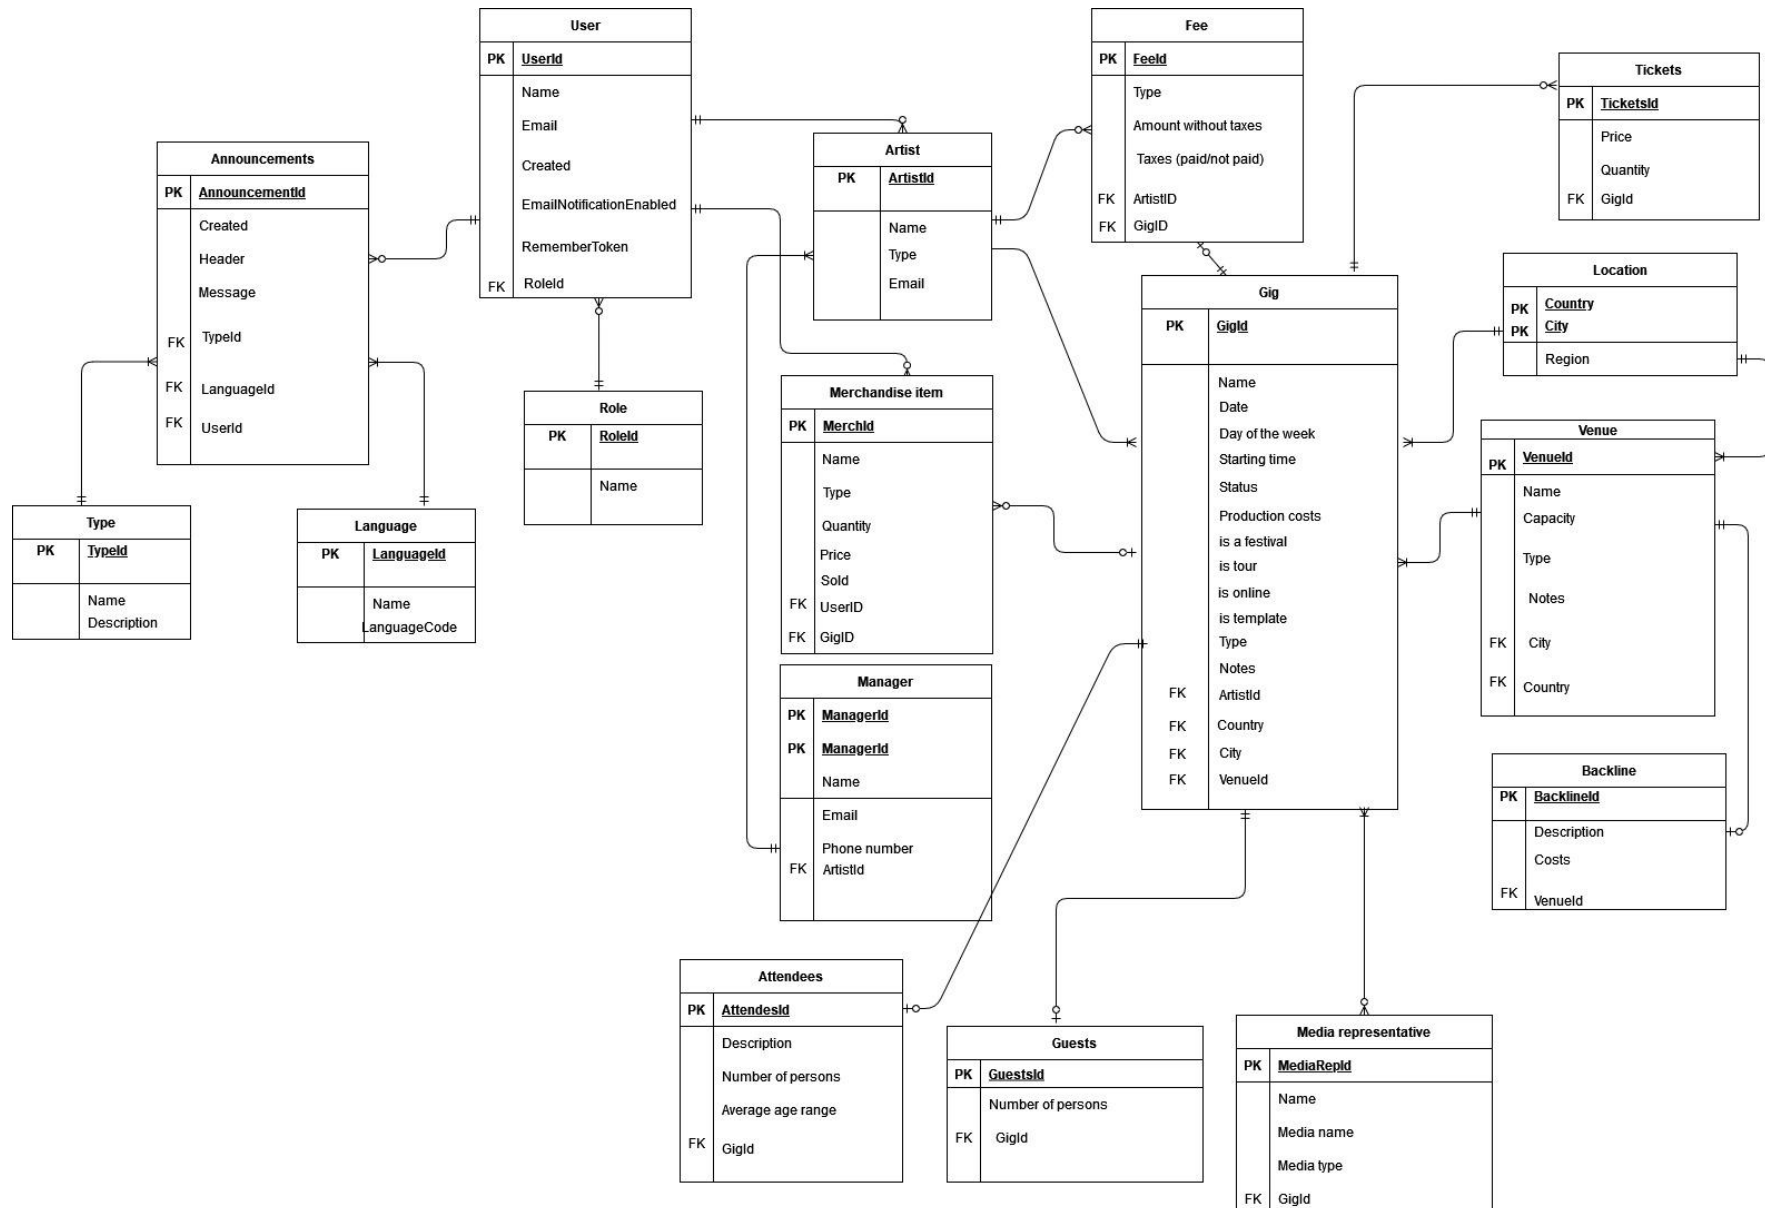 User
PK UserId
Name
Email
Created
EmailNotificationEnabled
RememberToken
FK RoleId
Fee
PK FeeId
Type
Amount without taxes
Taxes (paid/not paid)
FK ArtistID
FK GigID
Tickets
PK TicketsId
Price
Quantity
FK GigId
Announcements
PK AnnouncementId
Created
Header
Message
FK TypeId
FK LanguageId
FK UserId
Artist
PK ArtistId
Name
Type
Email
Gig
PK GigId
Name
Date
Day of the week
Starting time
Status
Production costs
is a festival
is tour
is online
is template
Type
Notes
FK ArtistId
FK Country
FK City
FK VenueId
Location
PK Country
PK City
Region
Role
PK RoleId
Name
Merchandise item
PK MerchId
Name
Type
Quantity
Price
Sold
FK UserID
FK GigID
Venue
PK VenueId
Name
Capacity
Type
Notes
FK City
FK Country
Type
PK TypeId
Name
Description
Language
PK LanguageId
Name
LanguageCode
Manager
PK ManagerId
PK ManagerId
Name
Email
Phone number
FK ArtistId
Backline
PK BacklineId
Description
Costs
FK VenueId
Attendees
PK AttendesId
Description
Number of persons
Average age range
FK GigId
Guests
PK GuestsId
Number of persons
FK GigId
Media representative
PK MediaRepId
Name
Media name
Media type
FK GigId